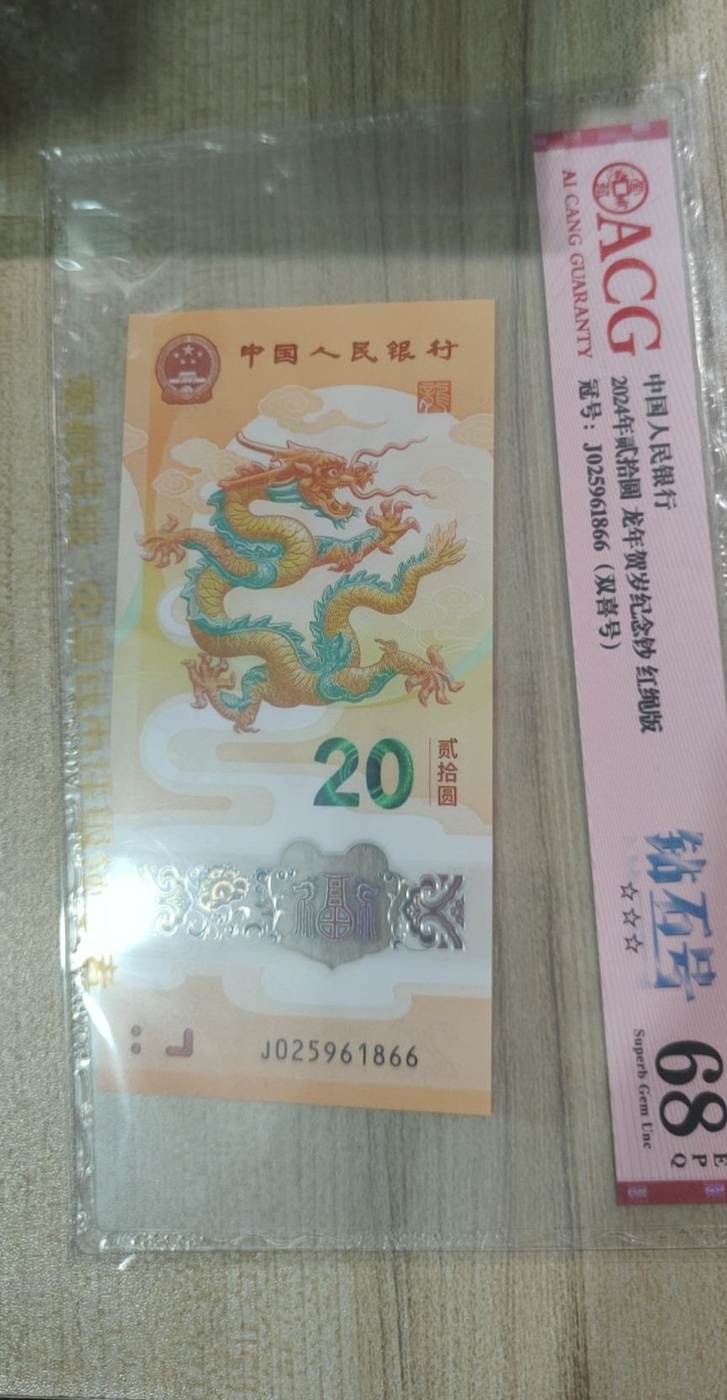 中国人民银行
龍
20
贰拾圆
J025961866
ACG
AI CANG GUARANTY
中国人民银行
2024年贰拾圆 龙年贺岁纪念钞 红绳版
冠号：J025961866（双喜号）
钻石号
☆☆☆
68
EPQ
Superb Gem Unc